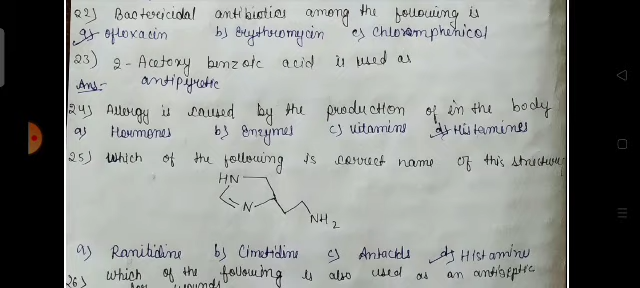 22) Bactericidal antibiotics among the following is
a) ofloxacin b) Erythromycin c) Chloramphenicol
23) 2-Acetoxy benzoic acid is used as
Ans:- antipyretic
24) Allergy is caused by the production of in the body
a) Hormones b) Enzymes c) vitamins d) Histamines
25) Which of the following is correct name of this structure
HN
N
NH2
a) Ranitidine b) Cimetidine c) Antacids d) Histamine
26) which of the following is also used as an antiseptic
for wounds